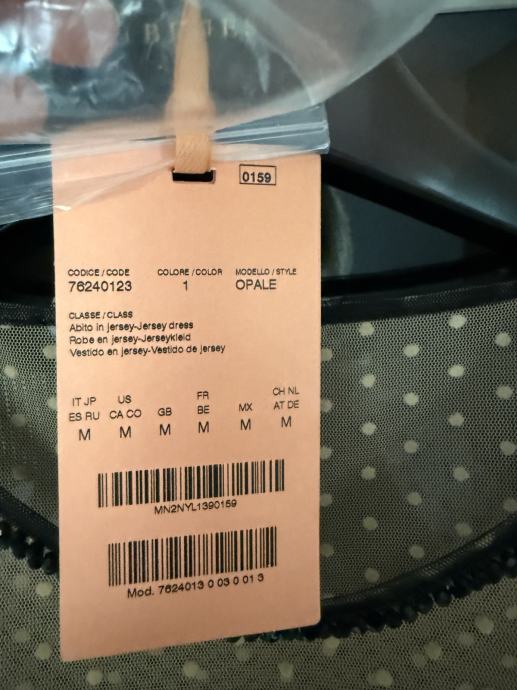 0159
CODICE / CODE COLORE / COLOR MODELLO / STYLE
76240123 1 OPALE
CLASSE / CLASS
Abito in jersey-Jersey dress
Robe en jersey-Jerseykleid
Vestido en jersey-Vestido de jersey
IT JP US GB FR MX CH NL
ES RU CA CO BE AT DE
M M M M M M
MN2NYL1390159
Mod. 7624013 0 03 0 01 3